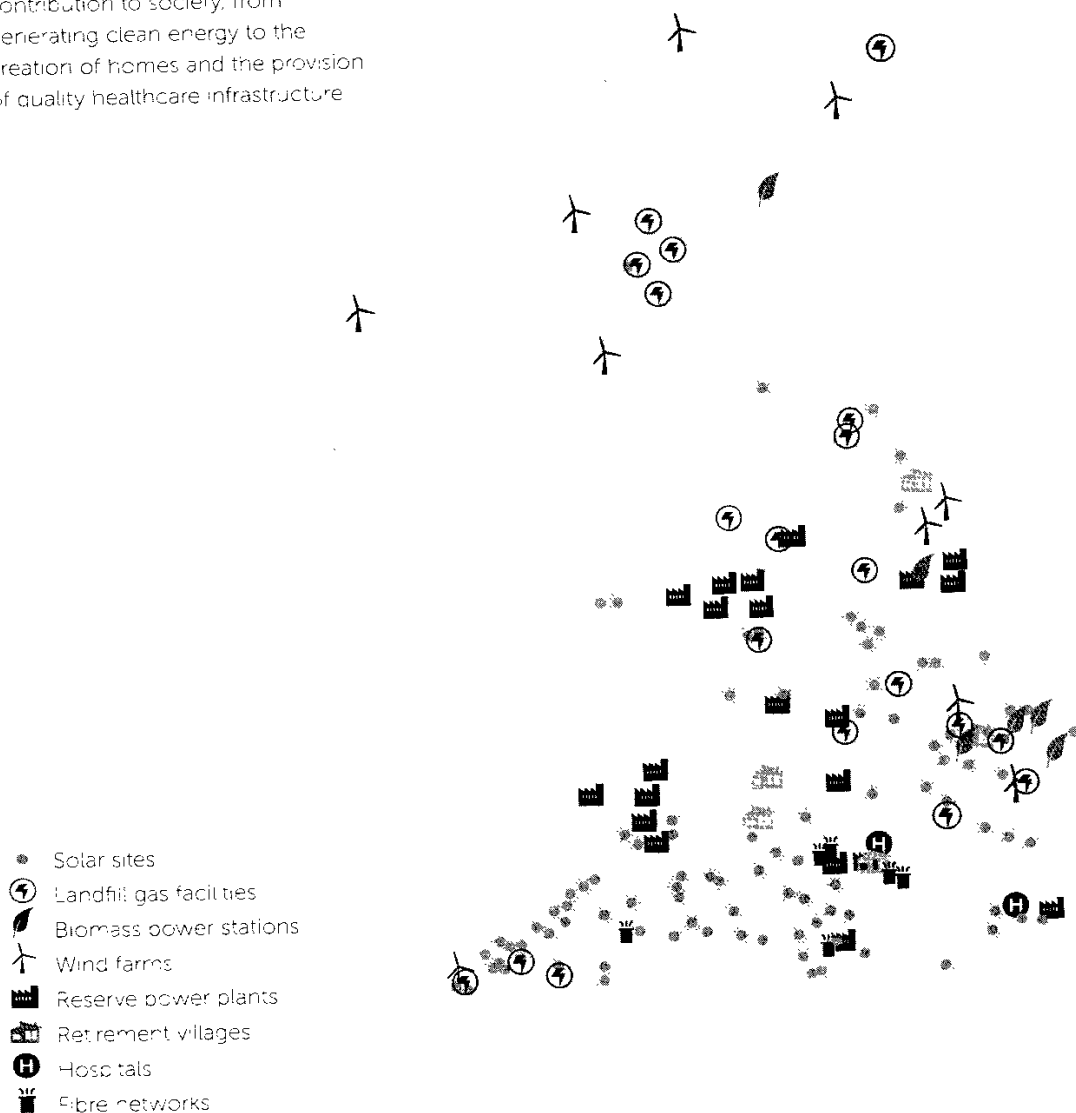 ontribution to society, from
enerating clean energy to the
reation of homes and the provision
of quality healthcare infrastructure
Solar sites
Landfill gas facilities
Biomass power stations
Wind farms
Reserve power plants
Retirement villages
Hospitals
Fibre networks